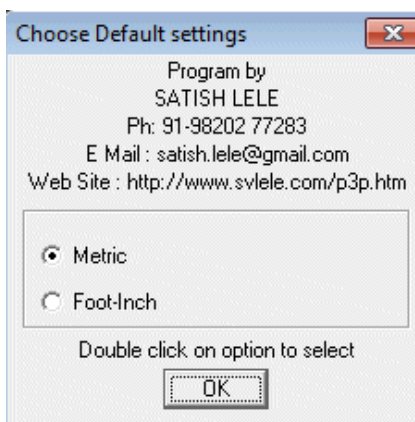 Choose Default settings
Program by
SATISH LELE
Ph: 91-98202 77283
E Mail : satish.lele@gmail.com
Web Site : http://www.svlele.com/p3p.htm
Metric
Foot-Inch
Double click on option to select
OK